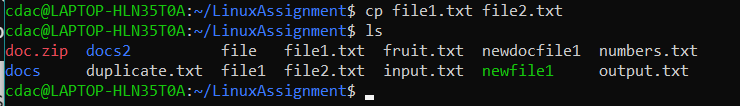 cdac@LAPTOP-HLN35T0A:~/LinuxAssignment$ cp file1.txt file2.txt
cdac@LAPTOP-HLN35T0A:~/LinuxAssignment$ ls
doc.zip  docs2          file   file1.txt  fruit.txt  newdocfile1  numbers.txt
docs     duplicate.txt  file1  file2.txt  input.txt  newfile1     output.txt
cdac@LAPTOP-HLN35T0A:~/LinuxAssignment$